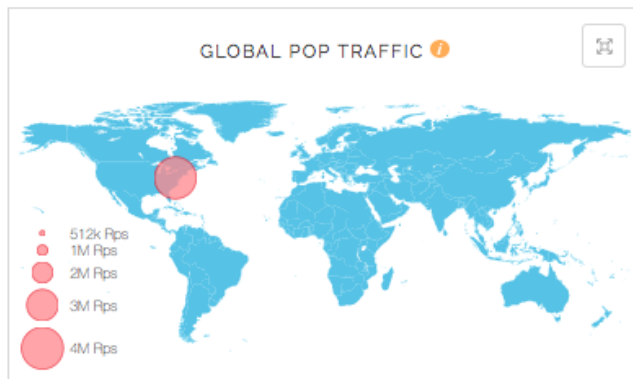 GLOBAL POP TRAFFIC i
512k Rps
1M Rps
2M Rps
3M Rps
4M Rps